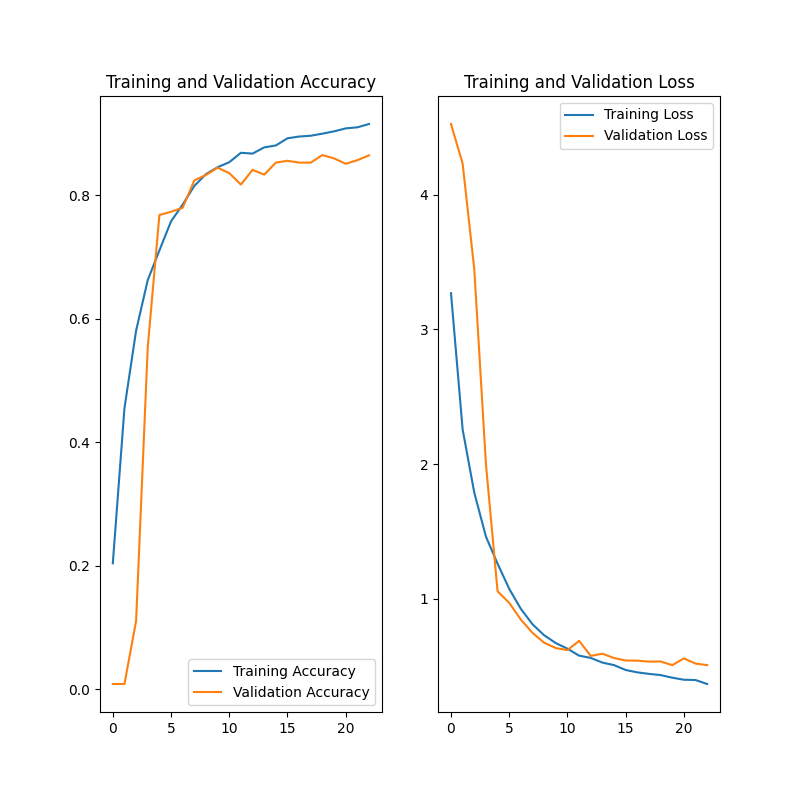 Training and Validation Accuracy
0.8
0.6
0.4
0.2
0.0
0 5 10 15 20
Training Accuracy
Validation Accuracy
Training and Validation Loss
Training Loss
Validation Loss
4
3
2
1
0 5 10 15 20